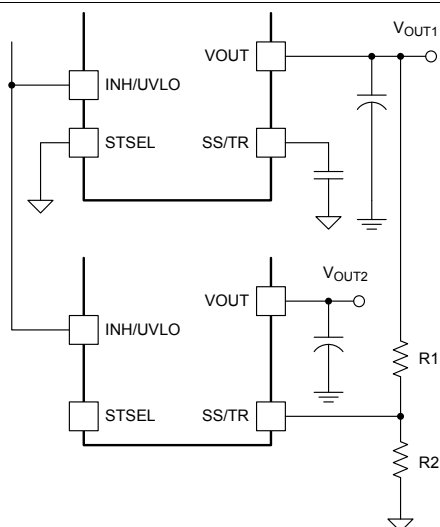 VOUT
VOUT1
INH/UVLO
STSEL
SS/TR
VOUT2
VOUT
INH/UVLO
R1
STSEL
SS/TR
R2